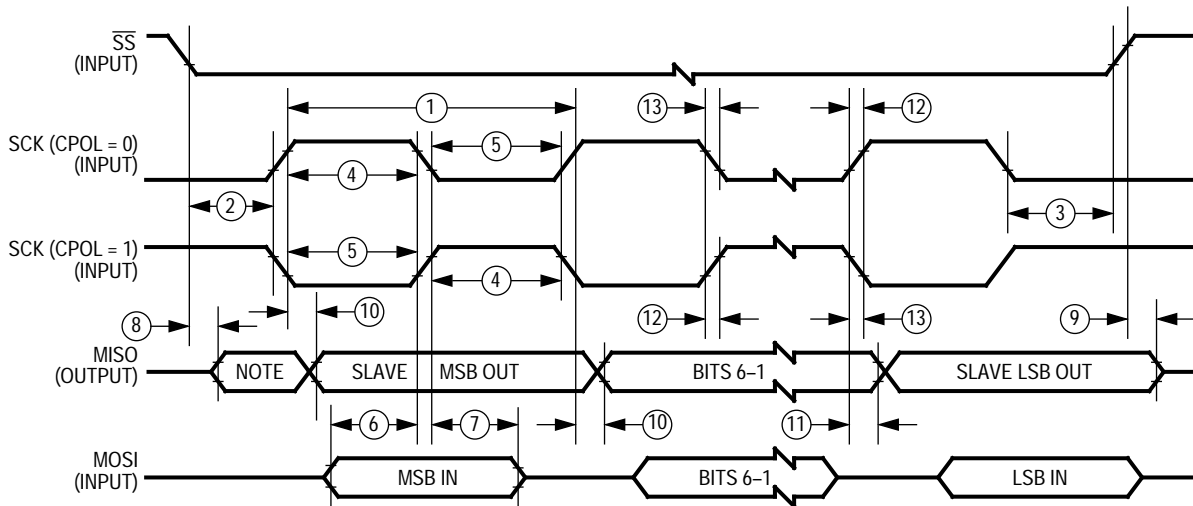 SS
(INPUT)
1
13
12
SCK (CPOL = 0)
(INPUT)
5
4
2
3
SCK (CPOL = 1)
(INPUT)
5
4
8
10
12
13
9
MISO
(OUTPUT)
NOTE
SLAVE MSB OUT
BITS 6–1
SLAVE LSB OUT
6
7
10
11
MOSI
(INPUT)
MSB IN
BITS 6–1
LSB IN